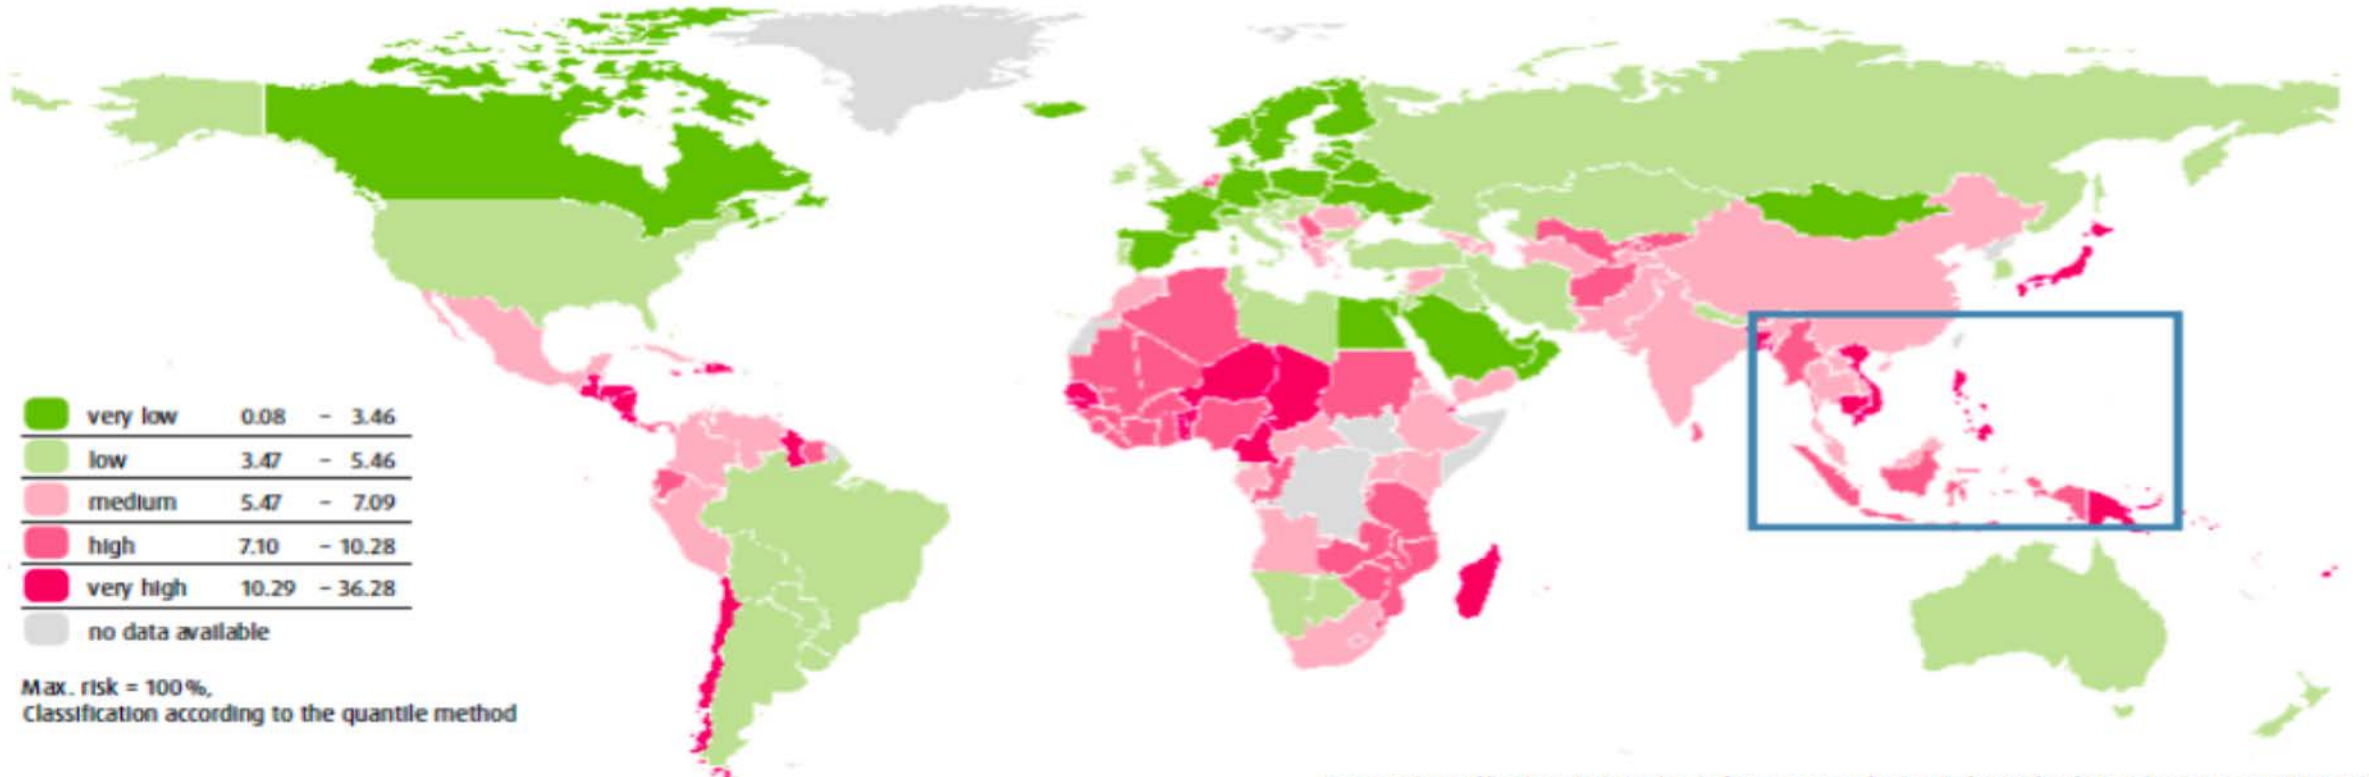 very low 0.08 – 3.46
low 3.47 – 5.46
medium 5.47 – 7.09
high 7.10 – 10.28
very high 10.29 – 36.28
no data available
Max. risk = 100%,
Classification according to the quantile method